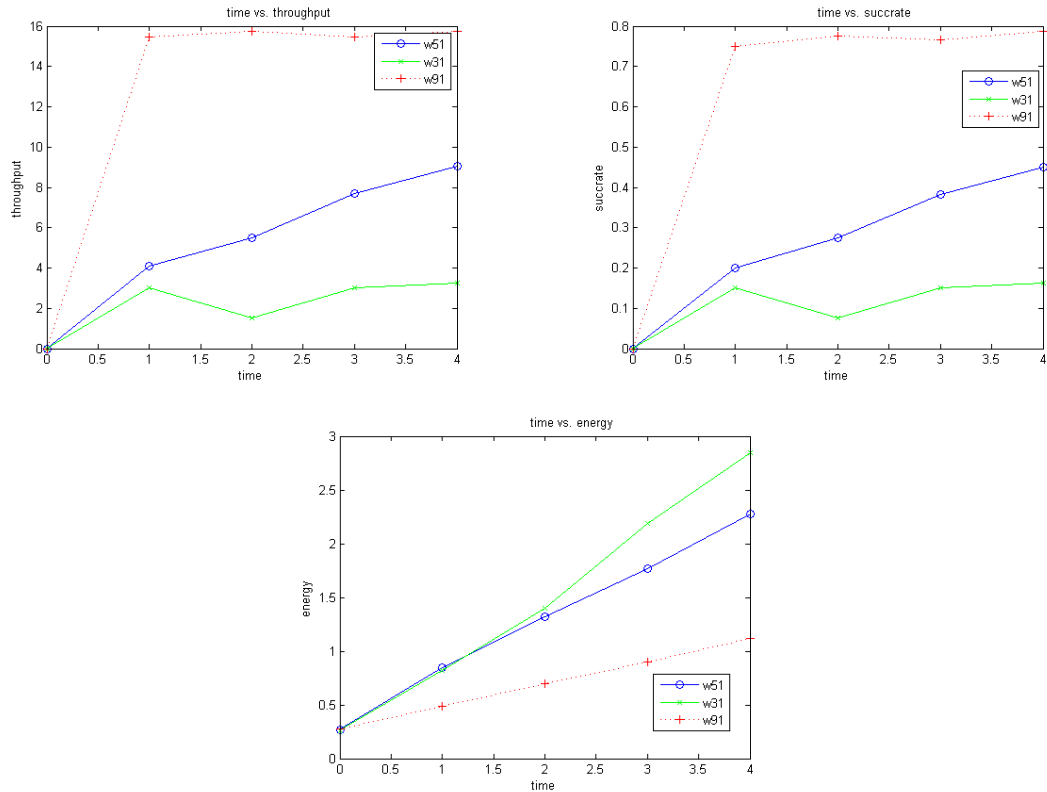 time vs. throughput
16
14
12
10
8
6
4
2
0
throughput
0
0.5
1
1.5
2
2.5
3
3.5
4
time
w51
w31
w91
time vs. succrate
0.8
0.7
0.6
0.5
0.4
0.3
0.2
0.1
0
succrate
0
0.5
1
1.5
2
2.5
3
3.5
4
time
w51
w31
w91
time vs. energy
3
2.5
2
1.5
1
0.5
0
energy
0
0.5
1
1.5
2
2.5
3
3.5
4
time
w51
w31
w91